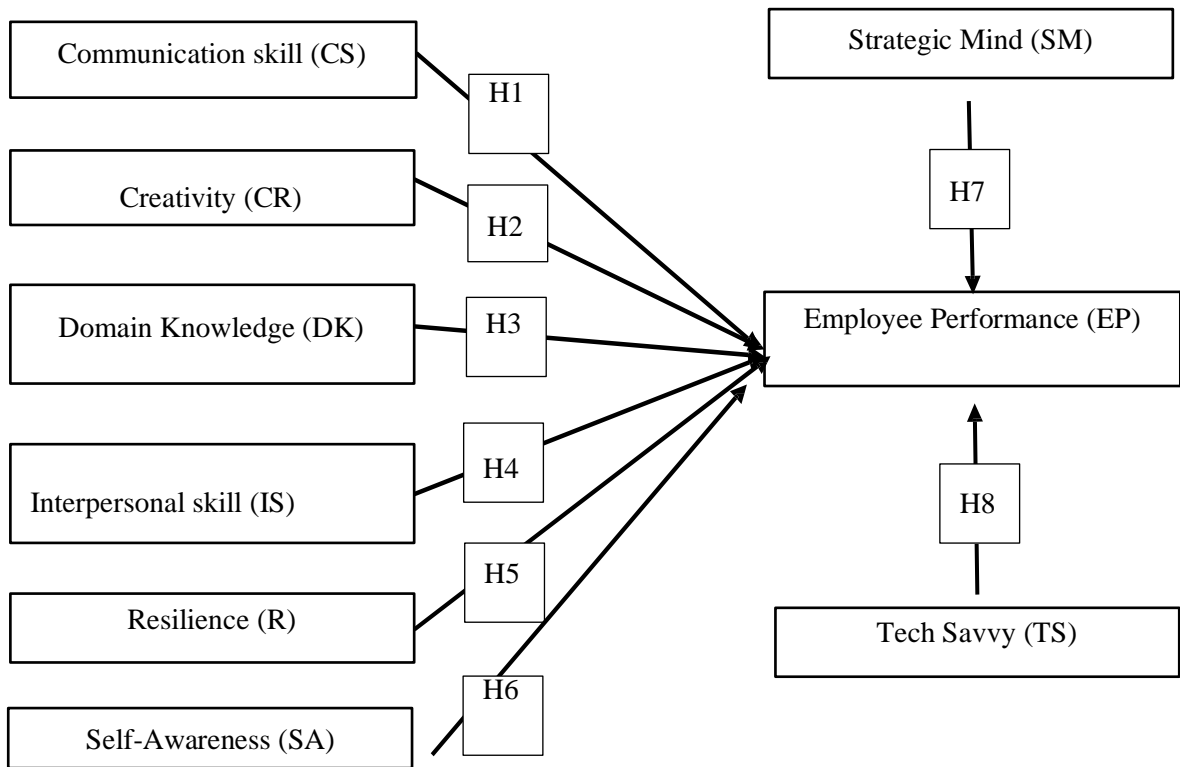 Communication skill (CS)
Strategic Mind (SM)
H1
Creativity (CR)
H2
H7
Domain Knowledge (DK)
H3
Employee Performance (EP)
Interpersonal skill (IS)
H4
H8
Resilience (R)
H5
Tech Savvy (TS)
Self-Awareness (SA)
H6